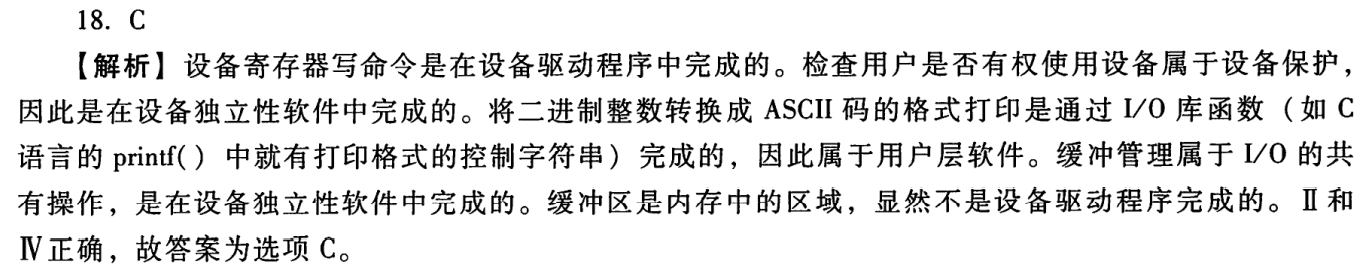 18. C
【解析】设备寄存器写命令是在设备驱动程序中完成的。检查用户是否有权使用设备属于设备保护，
因此是在设备独立性软件中完成的。将二进制整数转换成 ASCII 码的格式打印是通过 I/O 库函数（如 C
语言的 printf( ) 中就有打印格式的控制字符串）完成的，因此属于用户层软件。缓冲管理属于 I/O 的共
有操作，是在设备独立性软件中完成的。缓冲区是内存中的区域，显然不是设备驱动程序完成的。Ⅱ和
Ⅳ正确，故答案为选项 C。